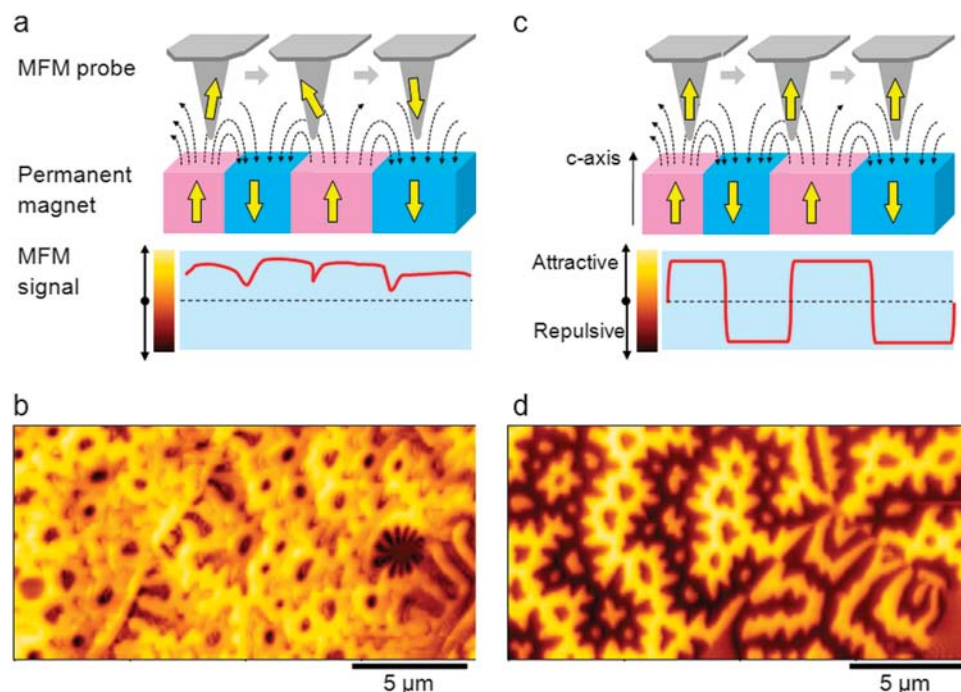 a
MFM probe
Permanent
magnet
MFM
signal
c
c-axis
Attractive
Repulsive
b
5 μm
d
5 μm